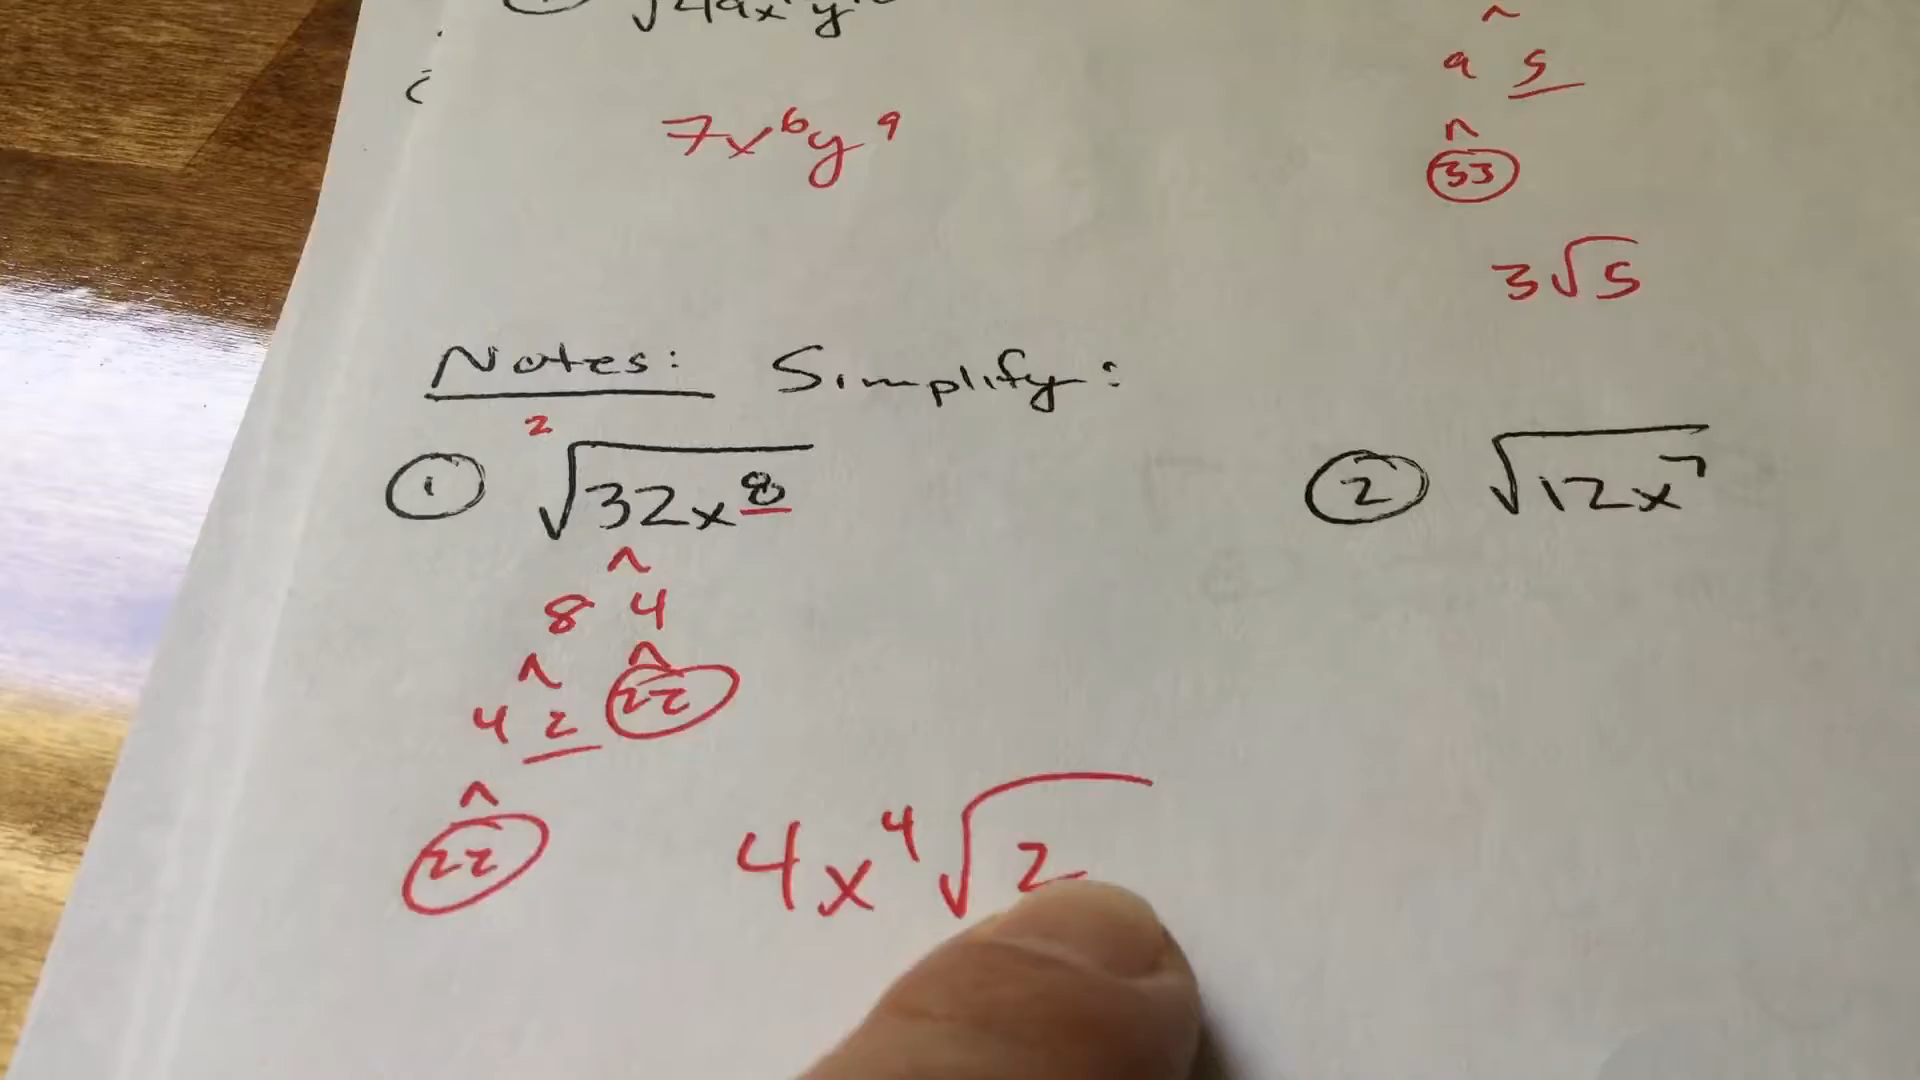 9 5
7x⁶y⁹
33
3√5
Notes: Simplify:
2
① √32x⁸
② √12x⁷
8 4
4 2 22
22
4x⁴√2